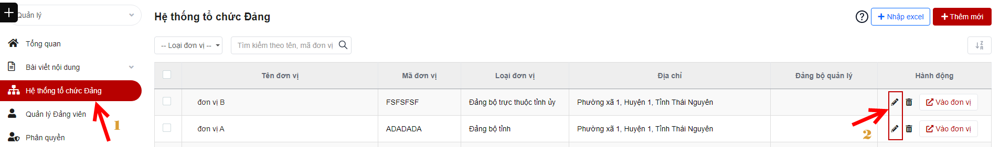 Quản lý
Tổng quan
Bài viết nội dung
Hệ thống tổ chức Đảng
Quản lý Đảng viên
Phân quyền
1
Hệ thống tổ chức Đảng
? + Nhập excel + Thêm mới
-- Loại đơn vị -- Tìm kiếm theo tên, mã đơn vị
Z
A
Tên đơn vị Mã đơn vị Loại đơn vị Địa chỉ Đảng bộ quản lý Hành động
đơn vị B FSFSFSF Đảng bộ trực thuộc tỉnh ủy Phường xã 1, Huyện 1, Tỉnh Thái Nguyên Vào đơn vị
đơn vị A ADADADA Đảng bộ tỉnh Phường xã 1, Huyện 1, Tỉnh Thái Nguyên Vào đơn vị
2